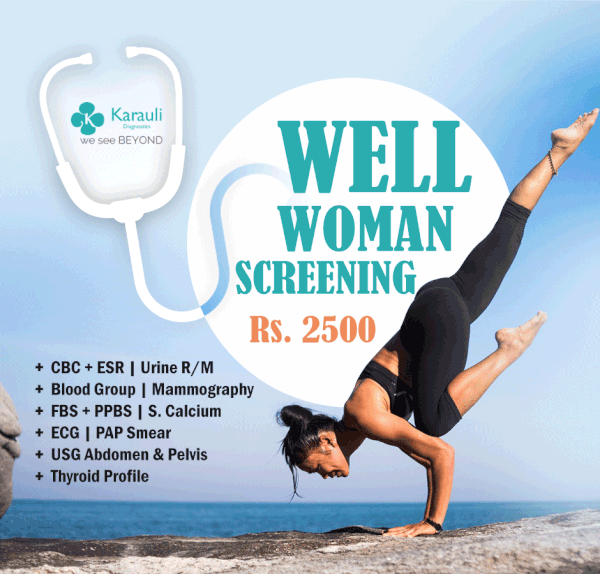 K
Karauli
Diagnostics
we see BEYOND
WELL
WOMAN
SCREENING
Rs. 2500
+ CBC + ESR | Urine R/M
+ Blood Group | Mammography
+ FBS + PPBS | S. Calcium
+ ECG | PAP Smear
+ USG Abdomen & Pelvis
+ Thyroid Profile